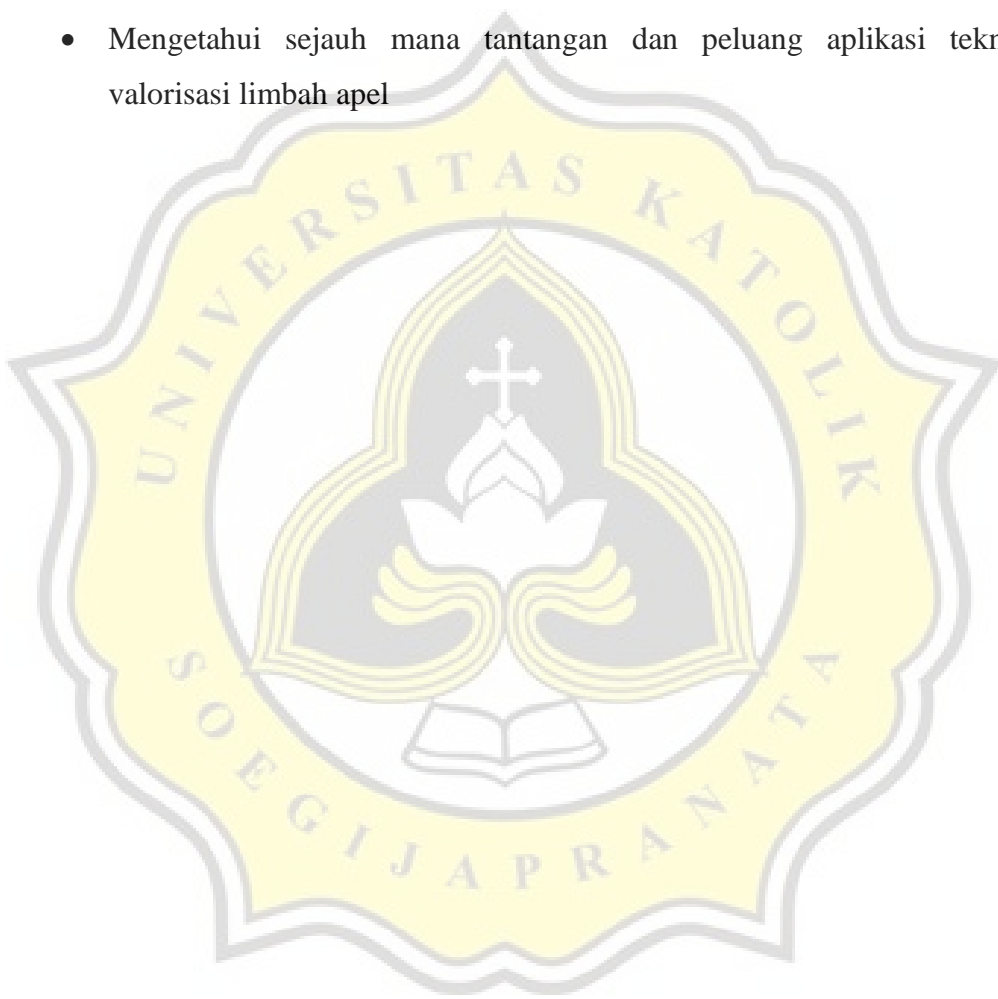 • Mengetahui sejauh mana tantangan dan peluang aplikasi
valorisasi limbah apel
UNIVERSITAS KATOLIK
SOEGIJAPRANATA